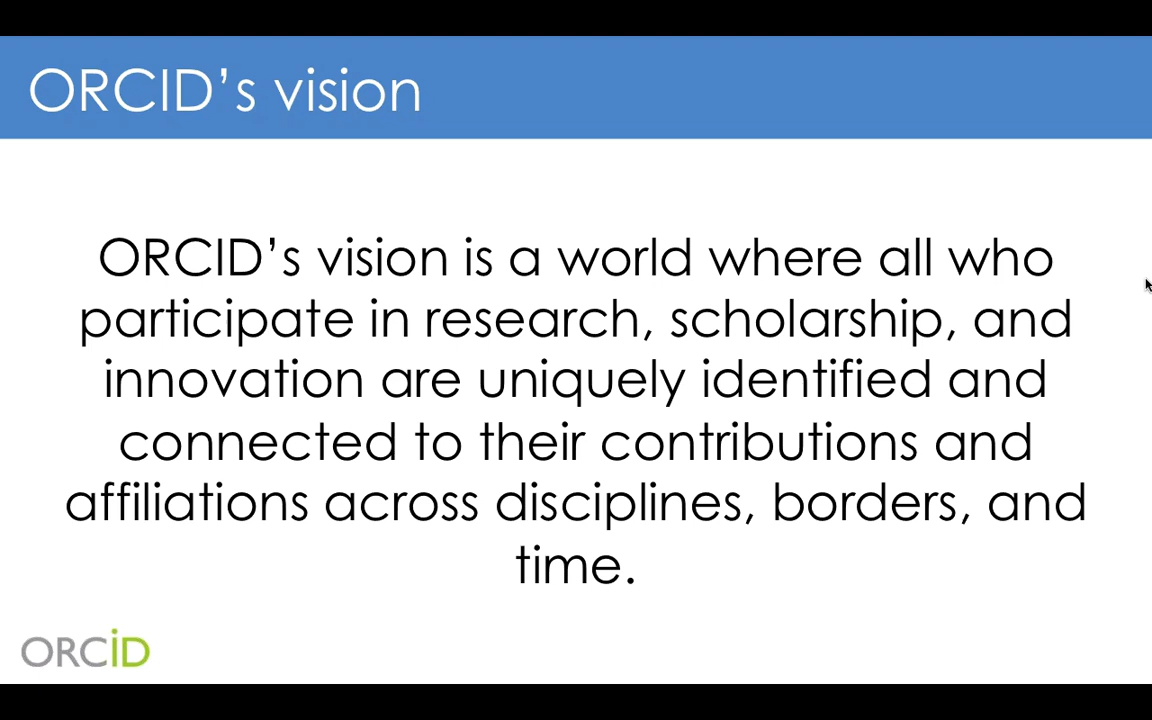 ORCID’s vision
ORCID’s vision is a world where all who
participate in research, scholarship, and
innovation are uniquely identified and
connected to their contributions and
affiliations across disciplines, borders, and
time.
ORCiD